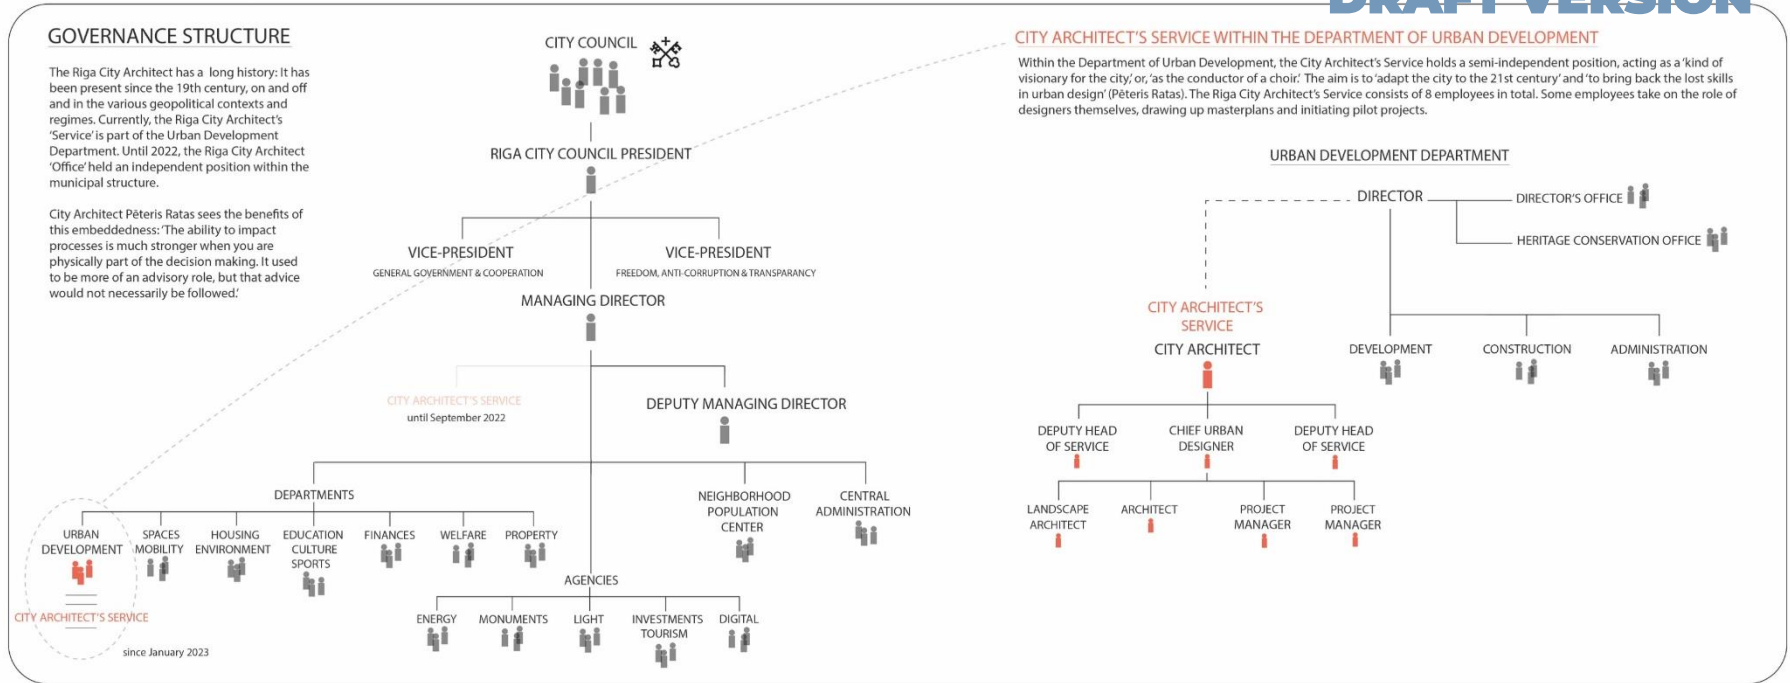 DRAFT VERSION
GOVERNANCE STRUCTURE
The Riga City Architect has a long history: It has
been present since the 19th century, on and off
and in the various geopolitical contexts and
regimes. Currently, the Riga City Architect's
'Service' is part of the Urban Development
Department. Until 2022, the Riga City Architect
'Office' held an independent position within the
municipal structure.
City Architect Pēteris Ratas sees the benefits of
this embeddedness: 'The ability to impact
processes is much stronger when you are
physically part of the decision making. It used
to be more of an advisory role, but that advice
would not necessarily be followed.'
CITY COUNCIL
RIGA CITY COUNCIL PRESIDENT
VICE-PRESIDENT
GENERAL GOVERNMENT & COOPERATION
VICE-PRESIDENT
FREEDOM, ANTI-CORRUPTION & TRANSPARANCY
MANAGING DIRECTOR
CITY ARCHITECT'S SERVICE
until September 2022
DEPUTY MANAGING DIRECTOR
DEPARTMENTS
URBAN
DEVELOPMENT
SPACES
MOBILITY
HOUSING
ENVIRONMENT
EDUCATION
CULTURE
SPORTS
FINANCES
WELFARE
PROPERTY
NEIGHBORHOOD
POPULATION
CENTER
CENTRAL
ADMINISTRATION
CITY ARCHITECT'S SERVICE
since January 2023
AGENCIES
ENERGY
MONUMENTS
LIGHT
INVESTMENTS
TOURISM
DIGITAL
CITY ARCHITECT'S SERVICE WITHIN THE DEPARTMENT OF URBAN DEVELOPMENT
Within the Department of Urban Development, the City Architect's Service holds a semi-independent position, acting as a 'kind of
visionary for the city,' or, 'as the conductor of a choir.' The aim is to 'adapt the city to the 21st century' and 'to bring back the lost skills
in urban design' (Pēteris Ratas). The Riga City Architect's Service consists of 8 employees in total. Some employees take on the role of
designers themselves, drawing up masterplans and initiating pilot projects.
URBAN DEVELOPMENT DEPARTMENT
DIRECTOR
DIRECTOR'S OFFICE
HERITAGE CONSERVATION OFFICE
CITY ARCHITECT'S
SERVICE
CITY ARCHITECT
DEVELOPMENT
CONSTRUCTION
ADMINISTRATION
DEPUTY HEAD
OF SERVICE
CHIEF URBAN
DESIGNER
DEPUTY HEAD
OF SERVICE
LANDSCAPE
ARCHITECT
ARCHITECT
PROJECT
MANAGER
PROJECT
MANAGER